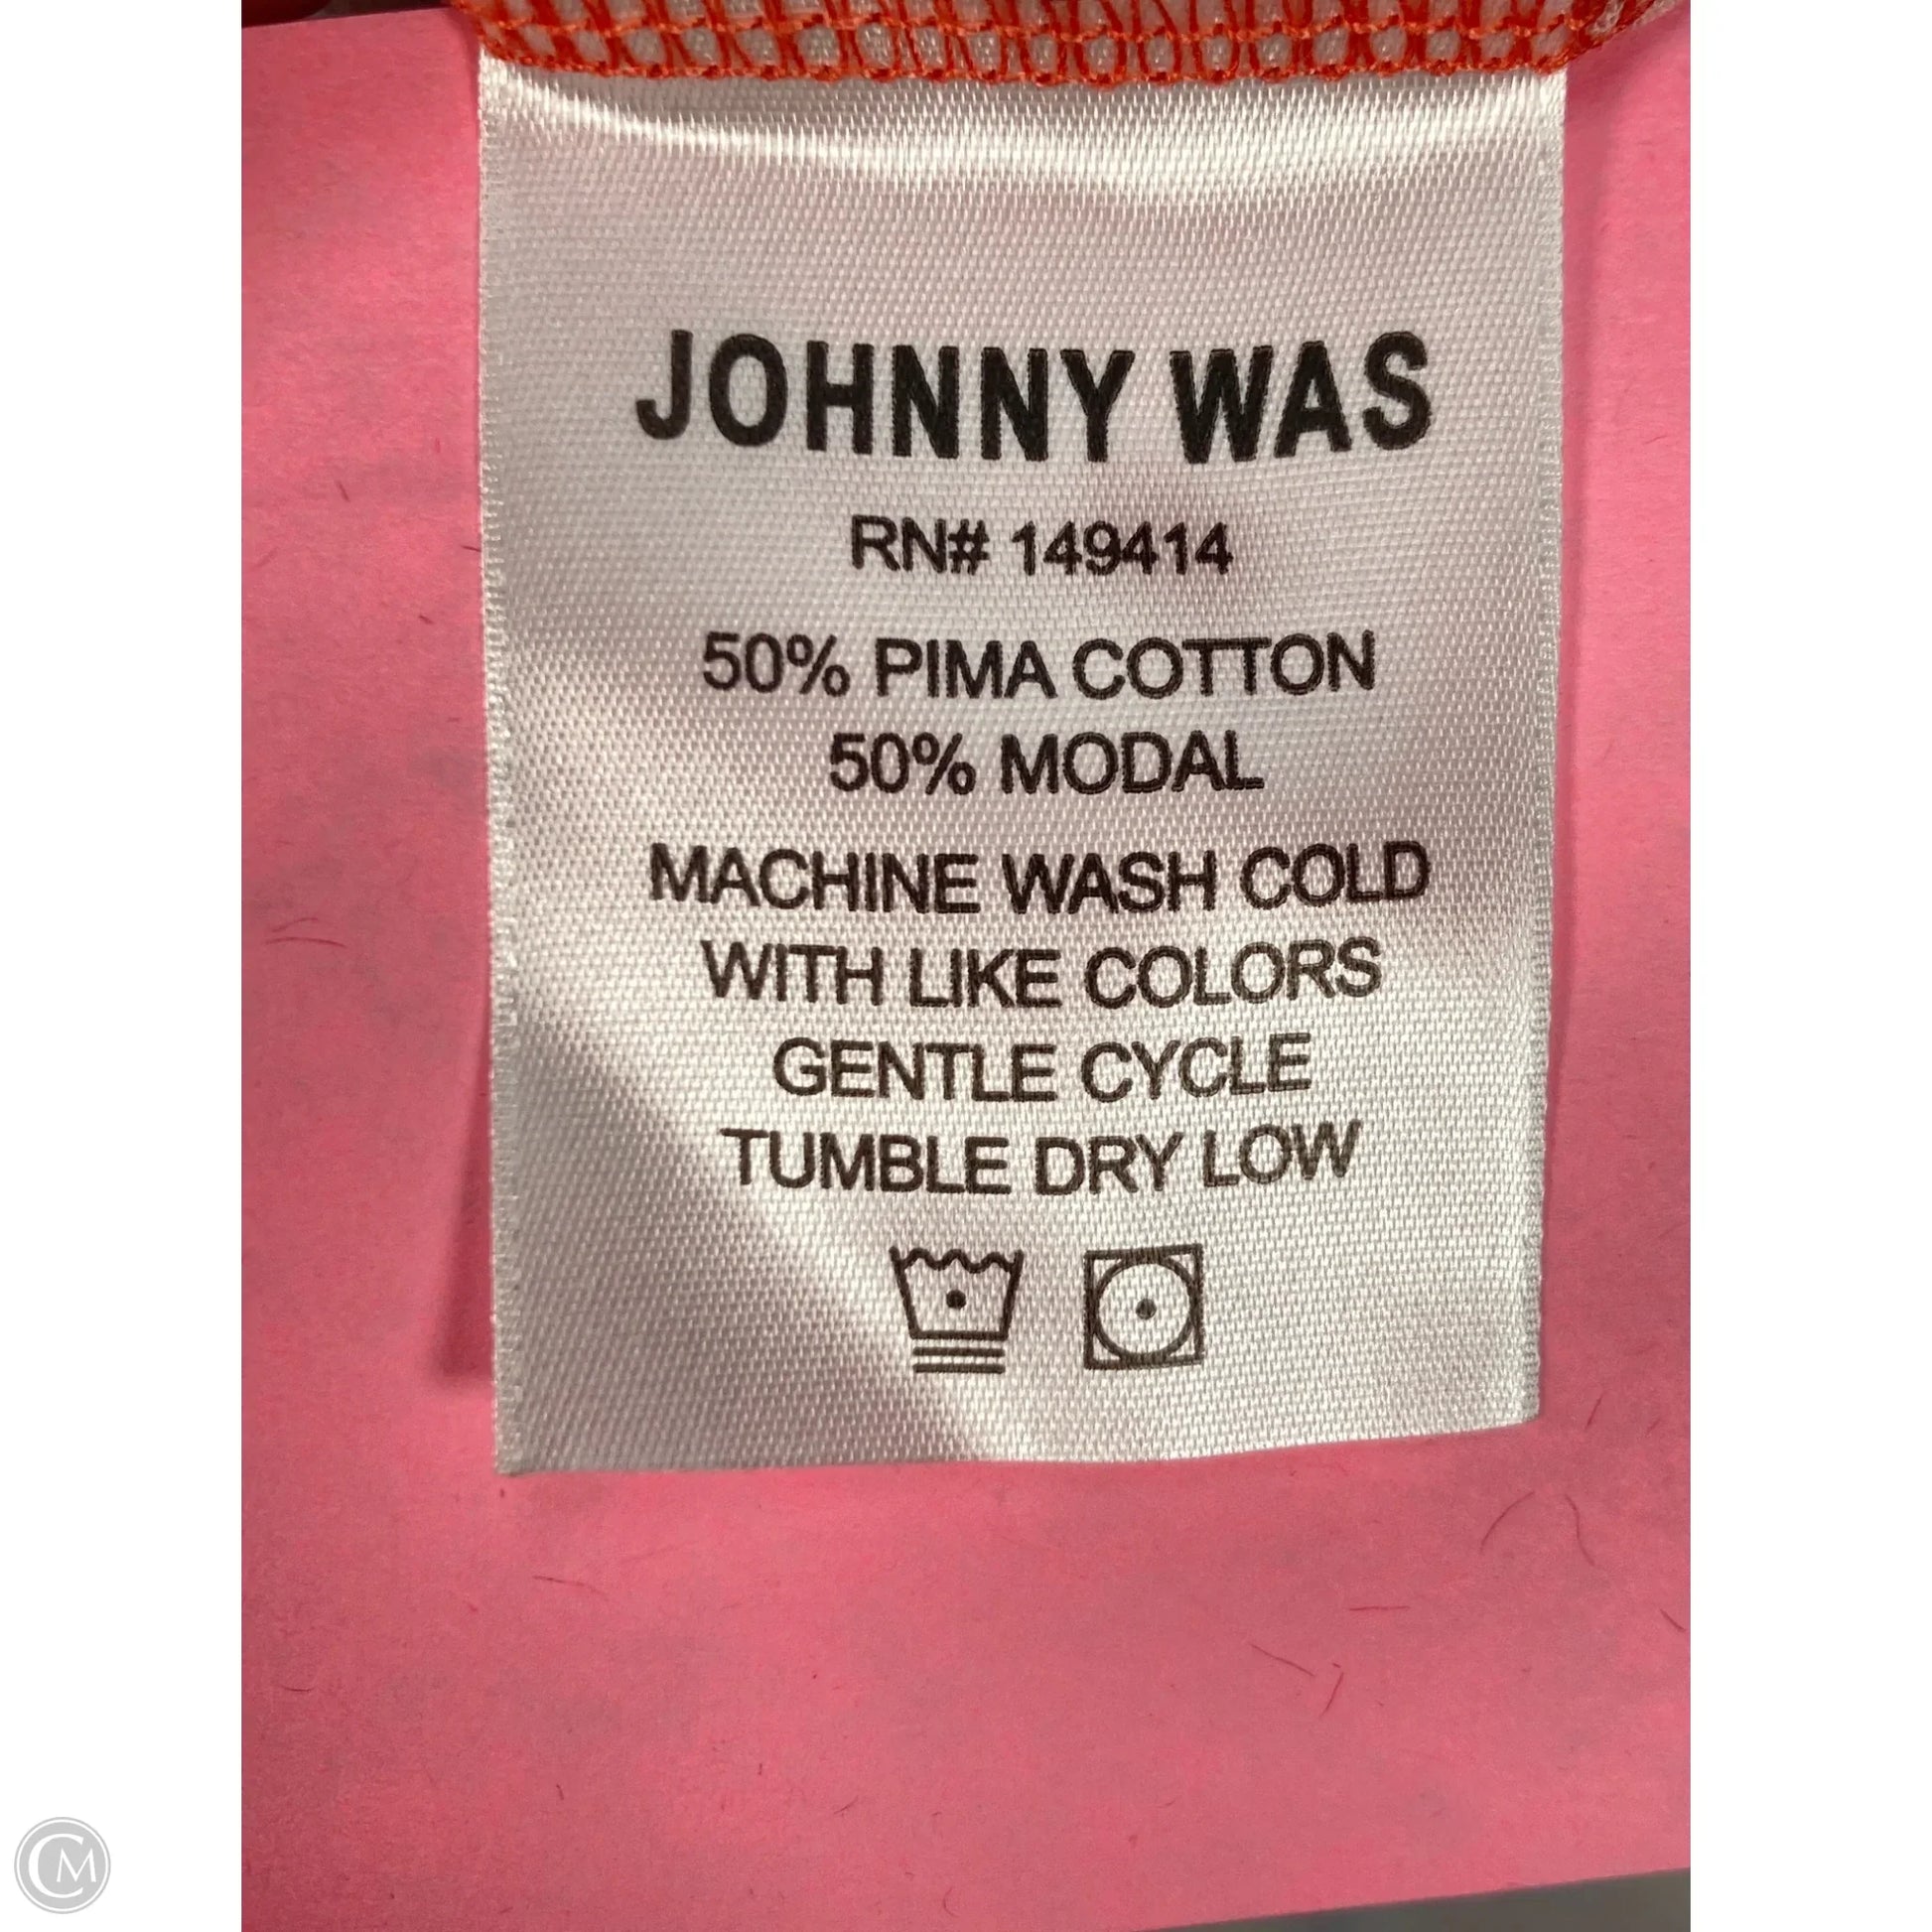 JOHNNY WAS
RN# 149414
50% PIMA COTTON
50% MODAL
MACHINE WASH COLD
WITH LIKE COLORS
GENTLE CYCLE
TUMBLE DRY LOW
CM